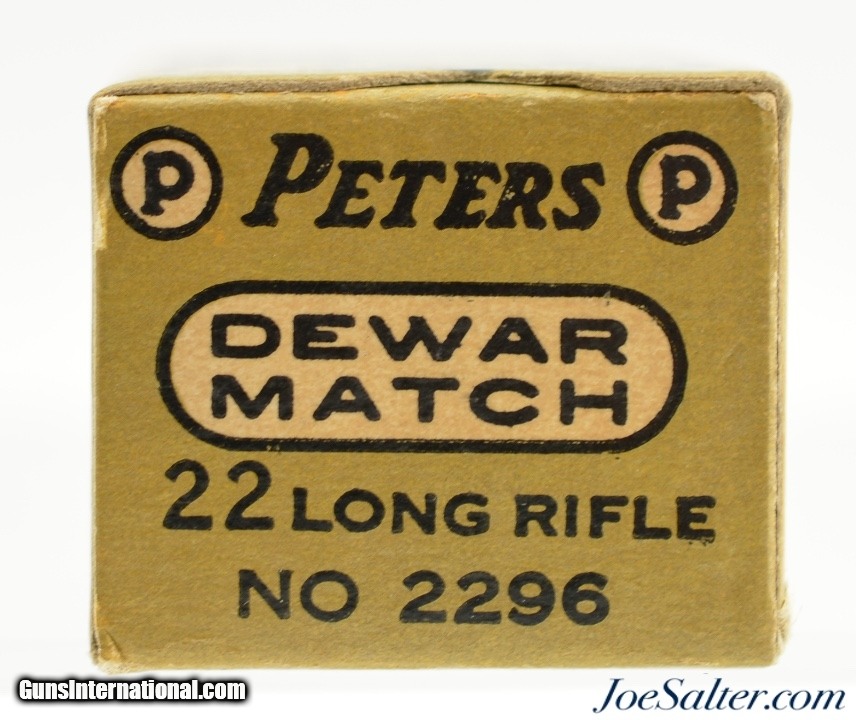 P PETERS P
DEWAR
MATCH
22 LONG RIFLE
NO 2296
GunsInternational.com
JoeSalter.com